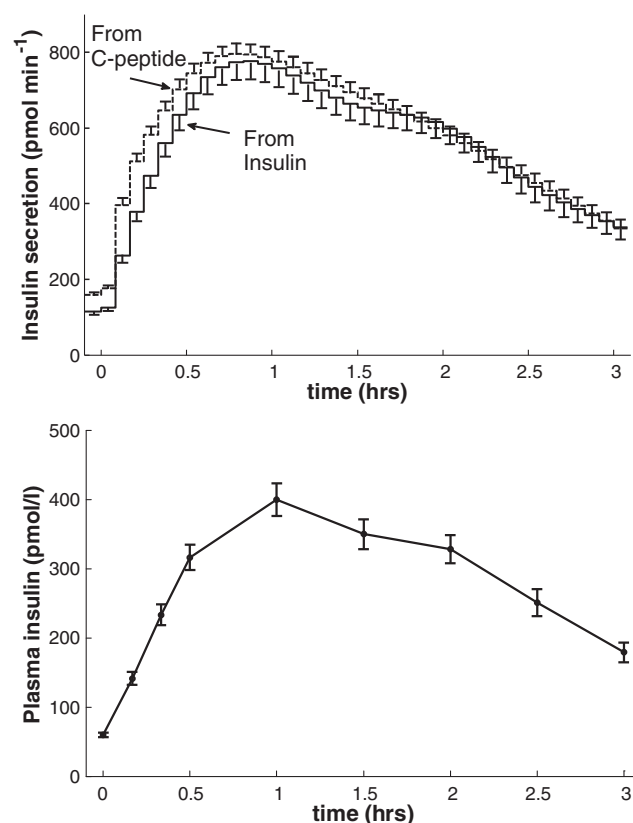 From
C-peptide
From
Insulin
Insulin secretion (pmol min⁻¹)
800
600
400
200
0
0 0.5 1 1.5 2 2.5 3
time (hrs)
Plasma insulin (pmol/l)
500
400
300
200
100
0
0 0.5 1 1.5 2 2.5 3
time (hrs)